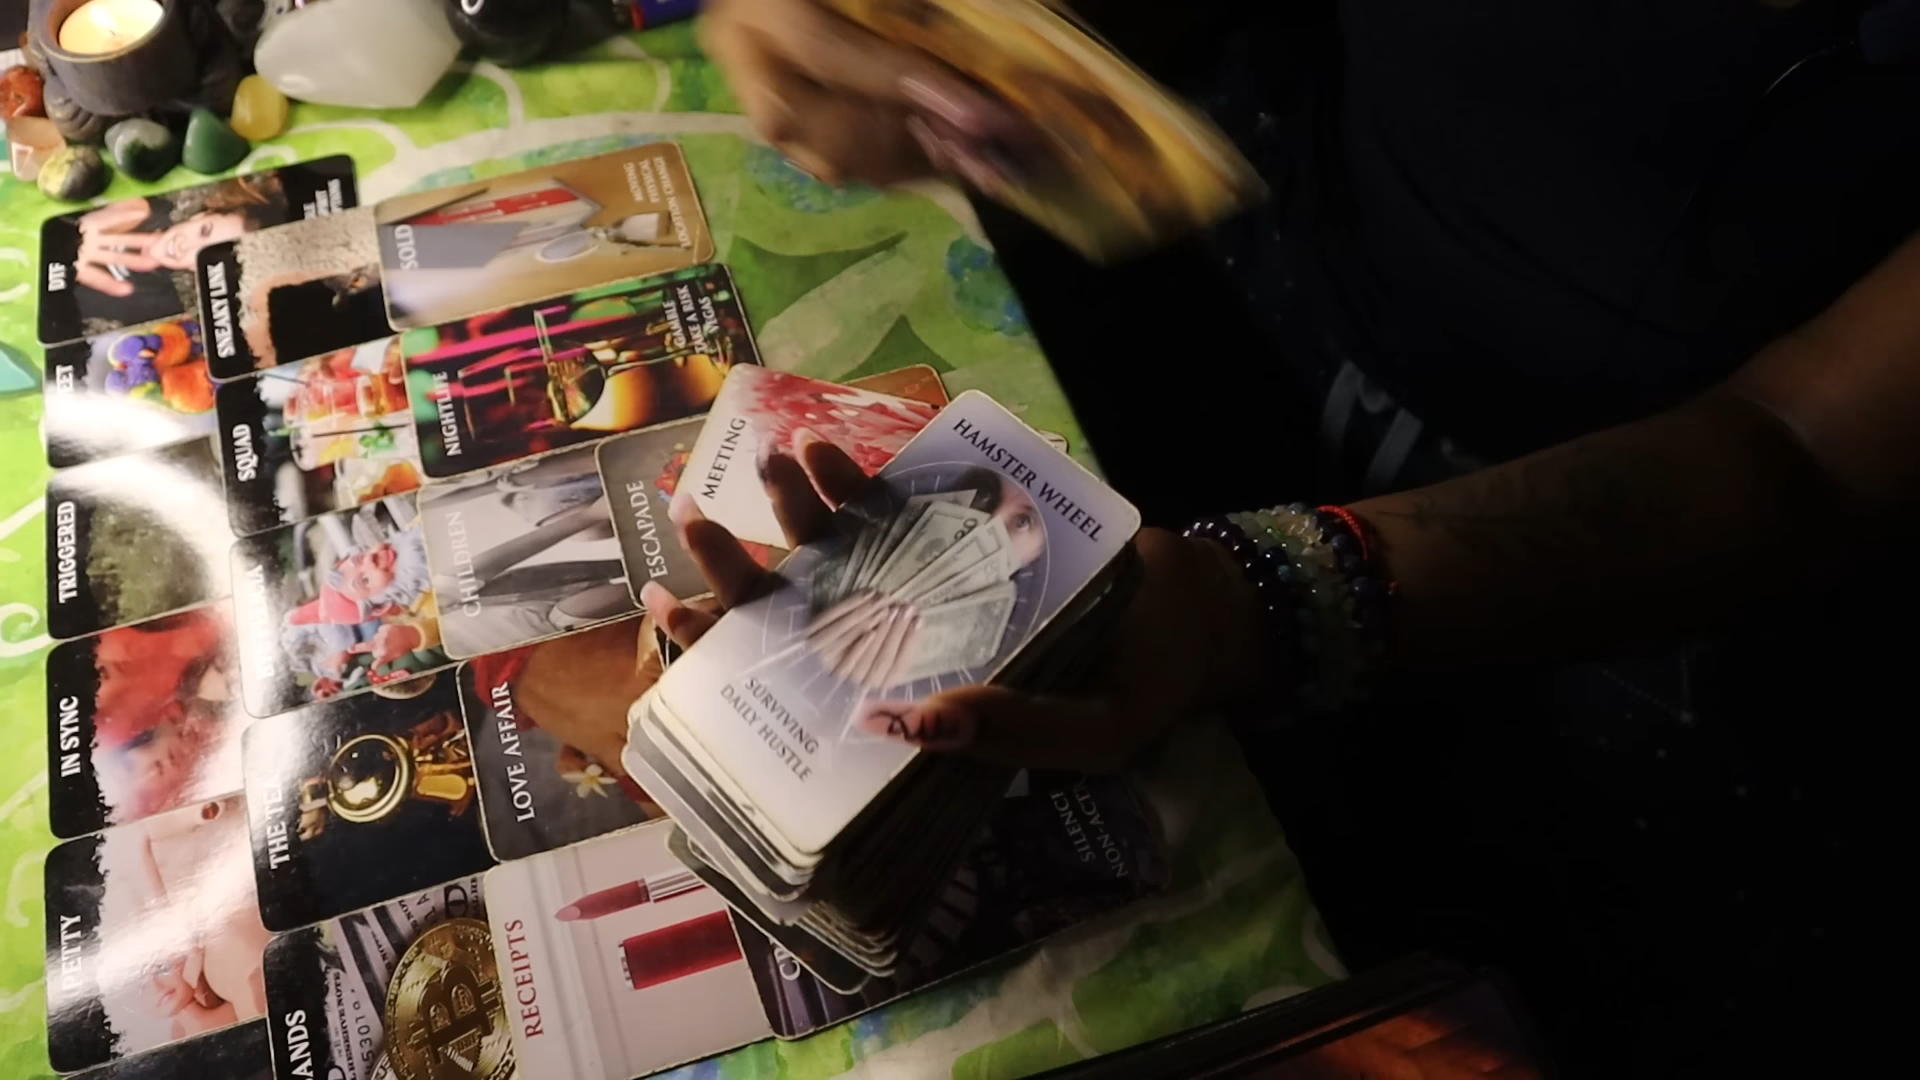 DTF
SNEAKY LINK
SOLD
MOVING
PHYSICAL
LOCATION CHANGE
SQUAD
NIGHTLIFE
GAMBLE
TAKE A RISK
VEGAS
TRIGGERED
CHILDREN
ESCAPADE
MEETING
HAMSTER WHEEL
SURVIVING
DAILY HUSTLE
IN SYNC
THE
LOVE AFFAIR
PETTY
RECEIPTS